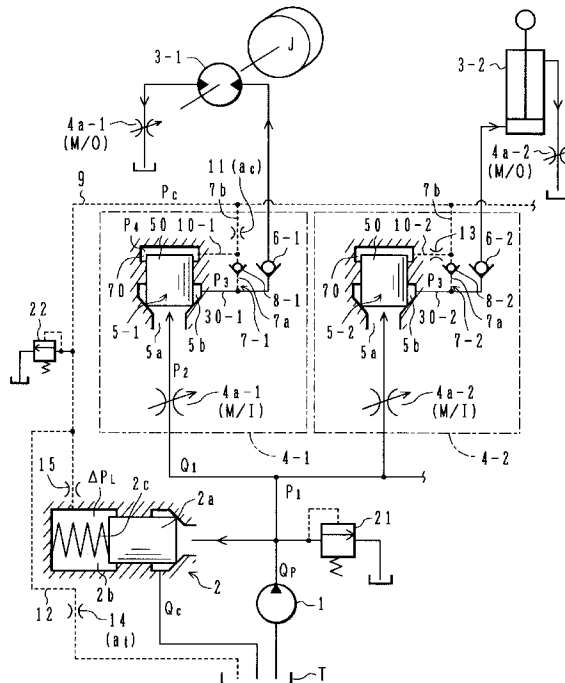 J
3-1
3-2
4a-1
(M/O)
4a-2
(M/O)
9
11 (ac)
Pc
7b
7b
P4
50
10-1
6-1
50
10-2
13
6-2
70
P3
8-1
70
P3
8-2
5-1
30-1
7a
5-2
30-2
7a
5a
5b
7-1
5a
5b
7-2
22
P2
4a-1
(M/I)
4a-2
(M/I)
4-1
4-2
Q1
15
ΔPL
2c
2a
P1
21
2
QP
2b
12
14
(at)
Qc
1
T